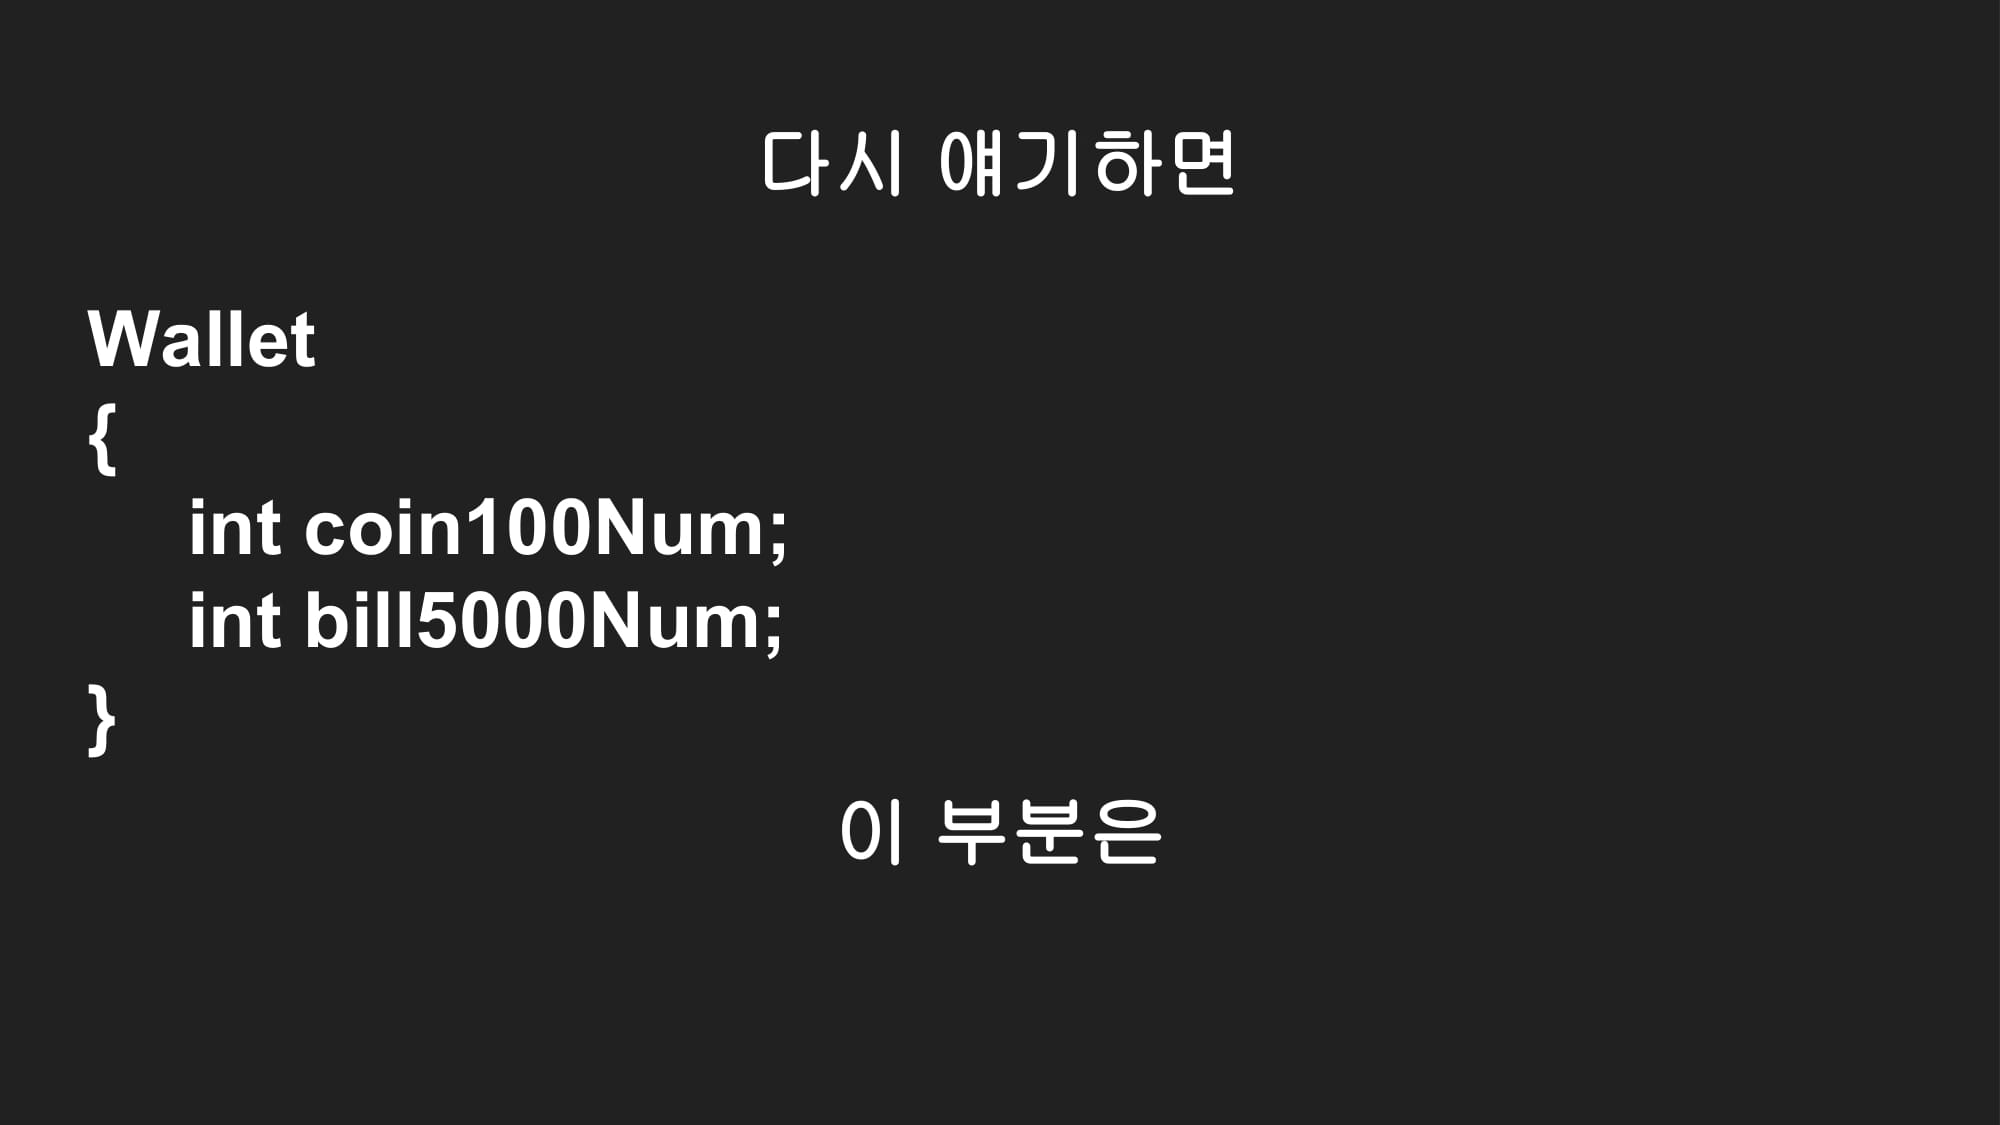 다시 얘기하면
Wallet
{
int coin100Num;
int bill5000Num;
}
이 부분은